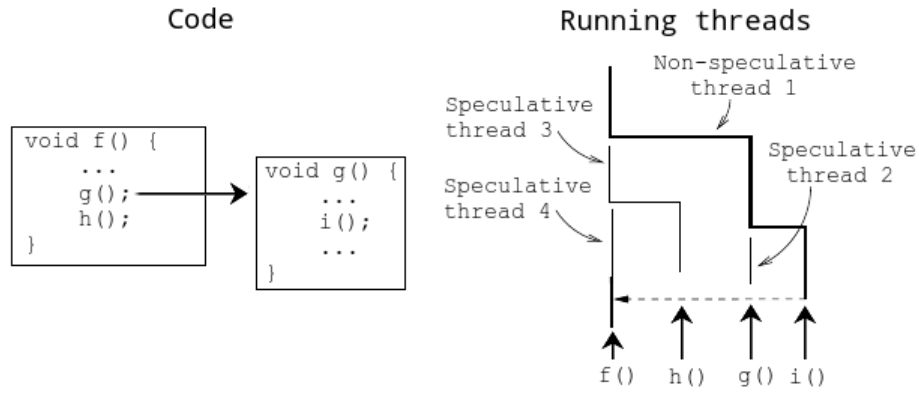 Code
void f() {
...
g();
h();
}
void g() {
...
i();
...
}
Running threads
Non-speculative
thread 1
Speculative
thread 3
Speculative
thread 2
Speculative
thread 4
f()
h()
g()
i()